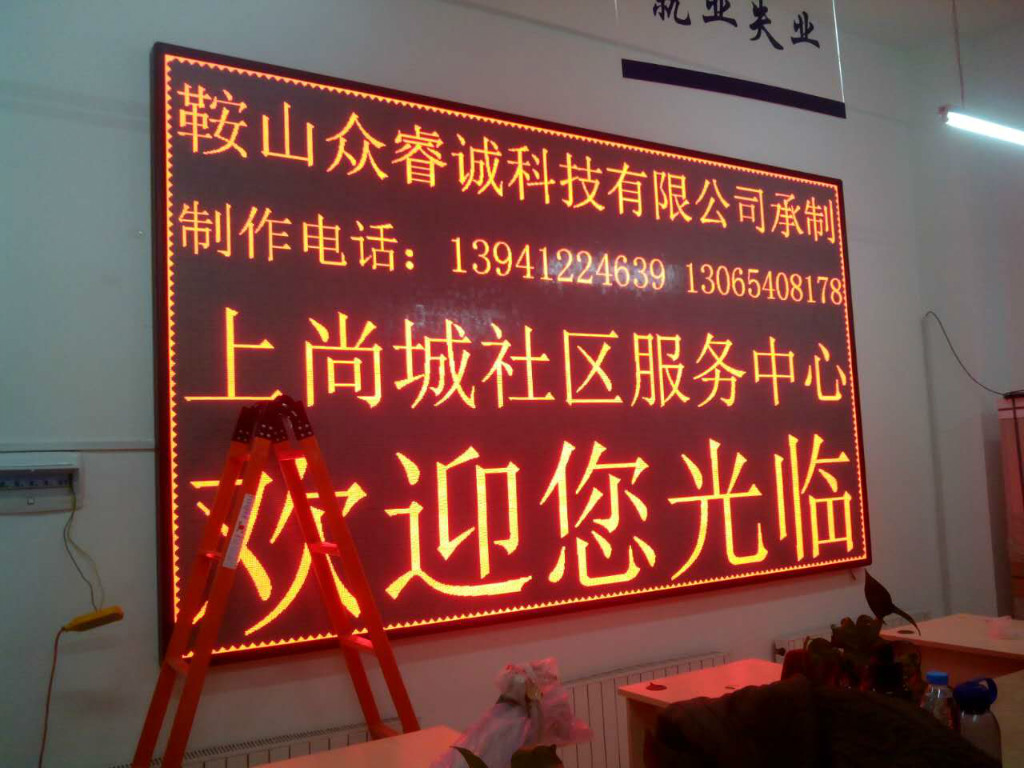 就业失业
鞍山众睿诚科技有限公司承制
制作电话：13941224639 13065408178
上尚城社区服务中心
欢迎您光临